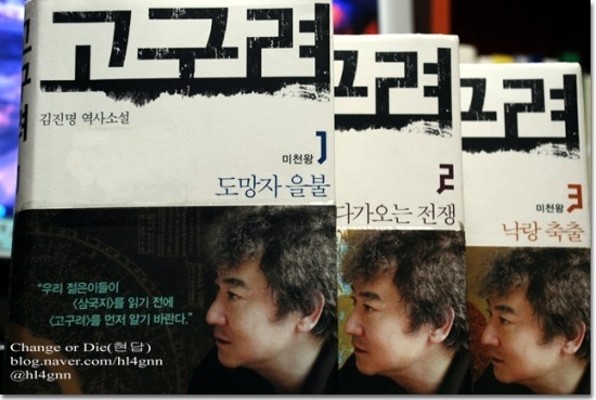 고구려
고구려
김진명 역사소설
미천왕 1
도망자 을불
"우리 젊은이들이
〈삼국지〉를 읽기 전에
〈고구려〉를 먼저 알기 바란다."
구려
2
다가오는 전쟁
구려
미천왕 3
낙랑 축출
Change or Die(현담)
blog.naver.com/hl4gnn
@hl4gnn